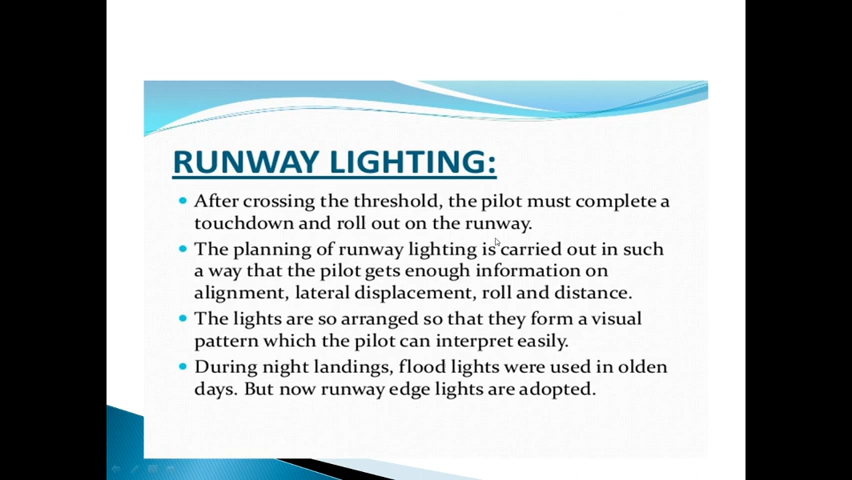 RUNWAY LIGHTING:
• After crossing the threshold, the pilot must complete a
touchdown and roll out on the runway.
• The planning of runway lighting is carried out in such
a way that the pilot gets enough information on
alignment, lateral displacement, roll and distance.
• The lights are so arranged so that they form a visual
pattern which the pilot can interpret easily.
• During night landings, flood lights were used in olden
days. But now runway edge lights are adopted.